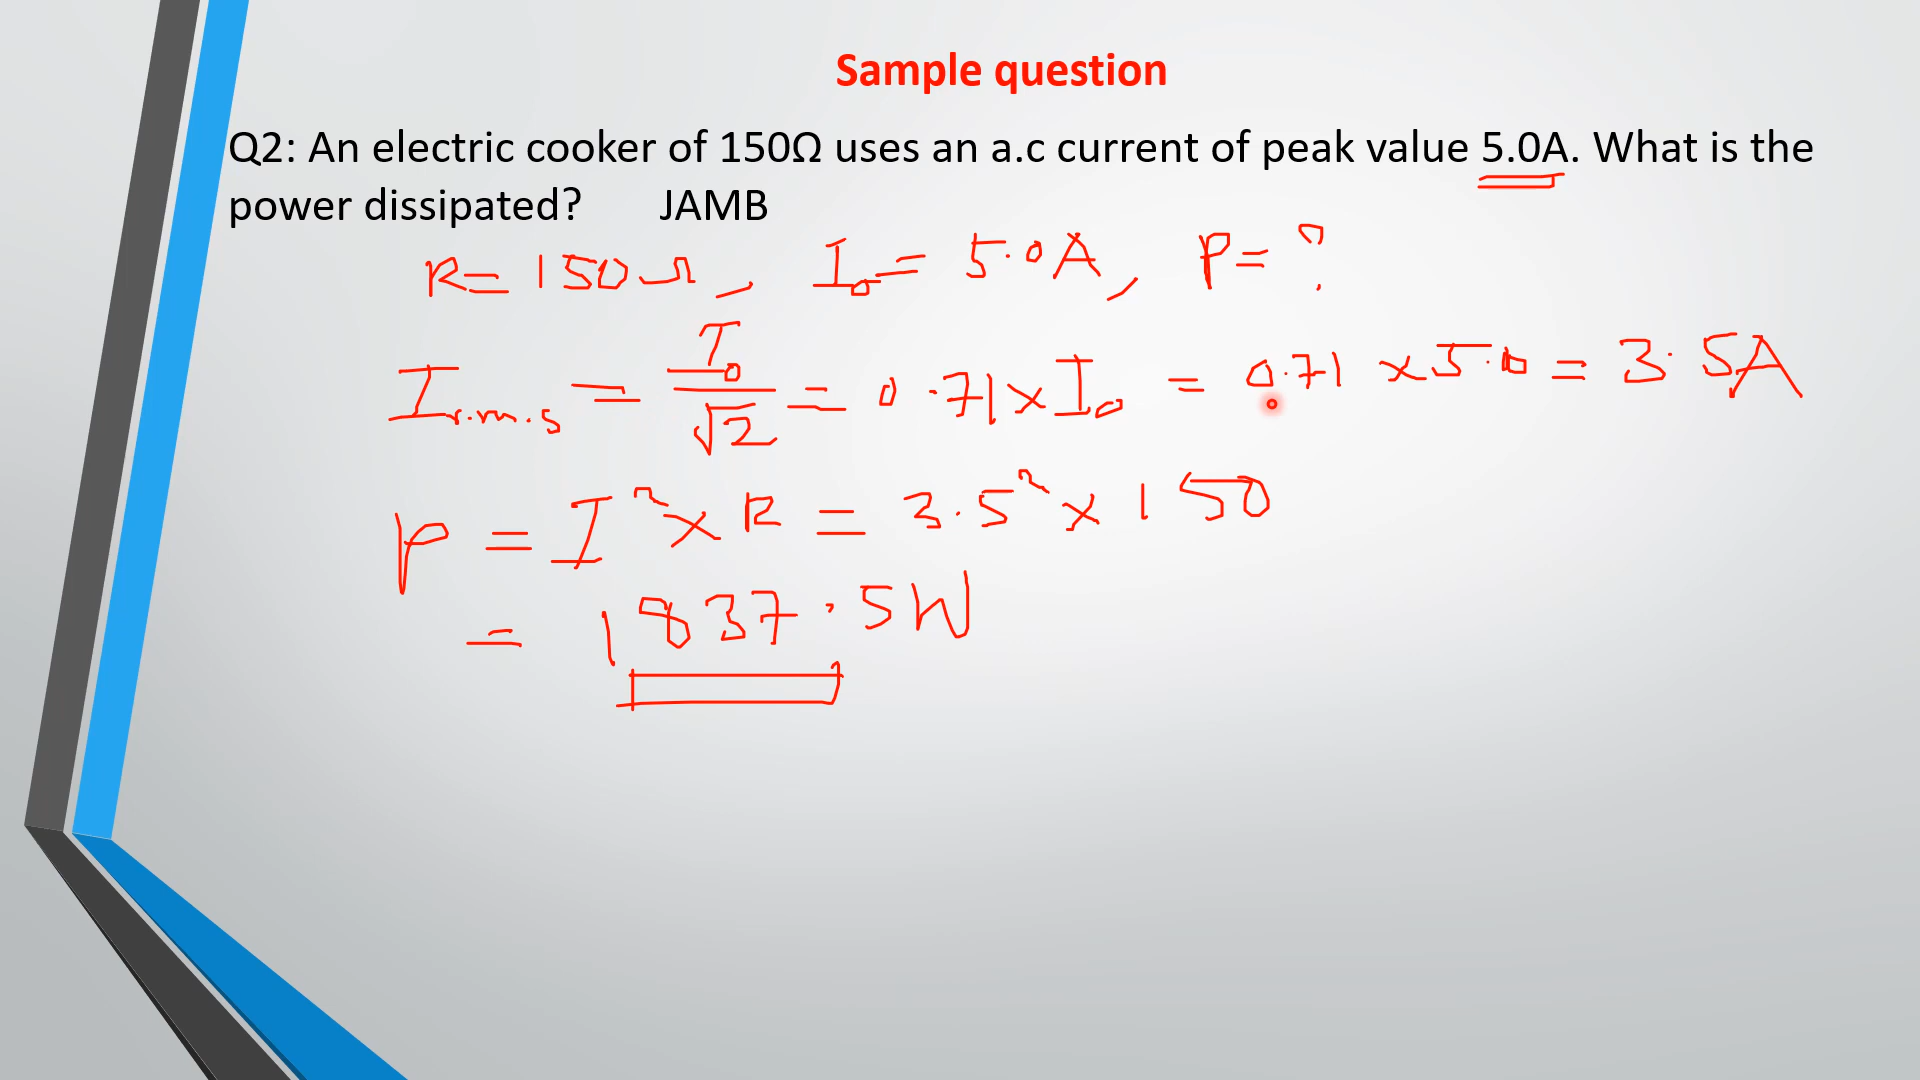 Sample question
Q2: An electric cooker of 150Ω uses an a.c current of peak value 5.0A. What is the
power dissipated? JAMB
R = 150Ω, I₀ = 5.0A, P = ?
I r.m.s = I₀/√2 = 0.71 x I₀ = 0.71 x 5.0 = 3.5A
P = I² x R = 3.5² x 150
= 1837.5W